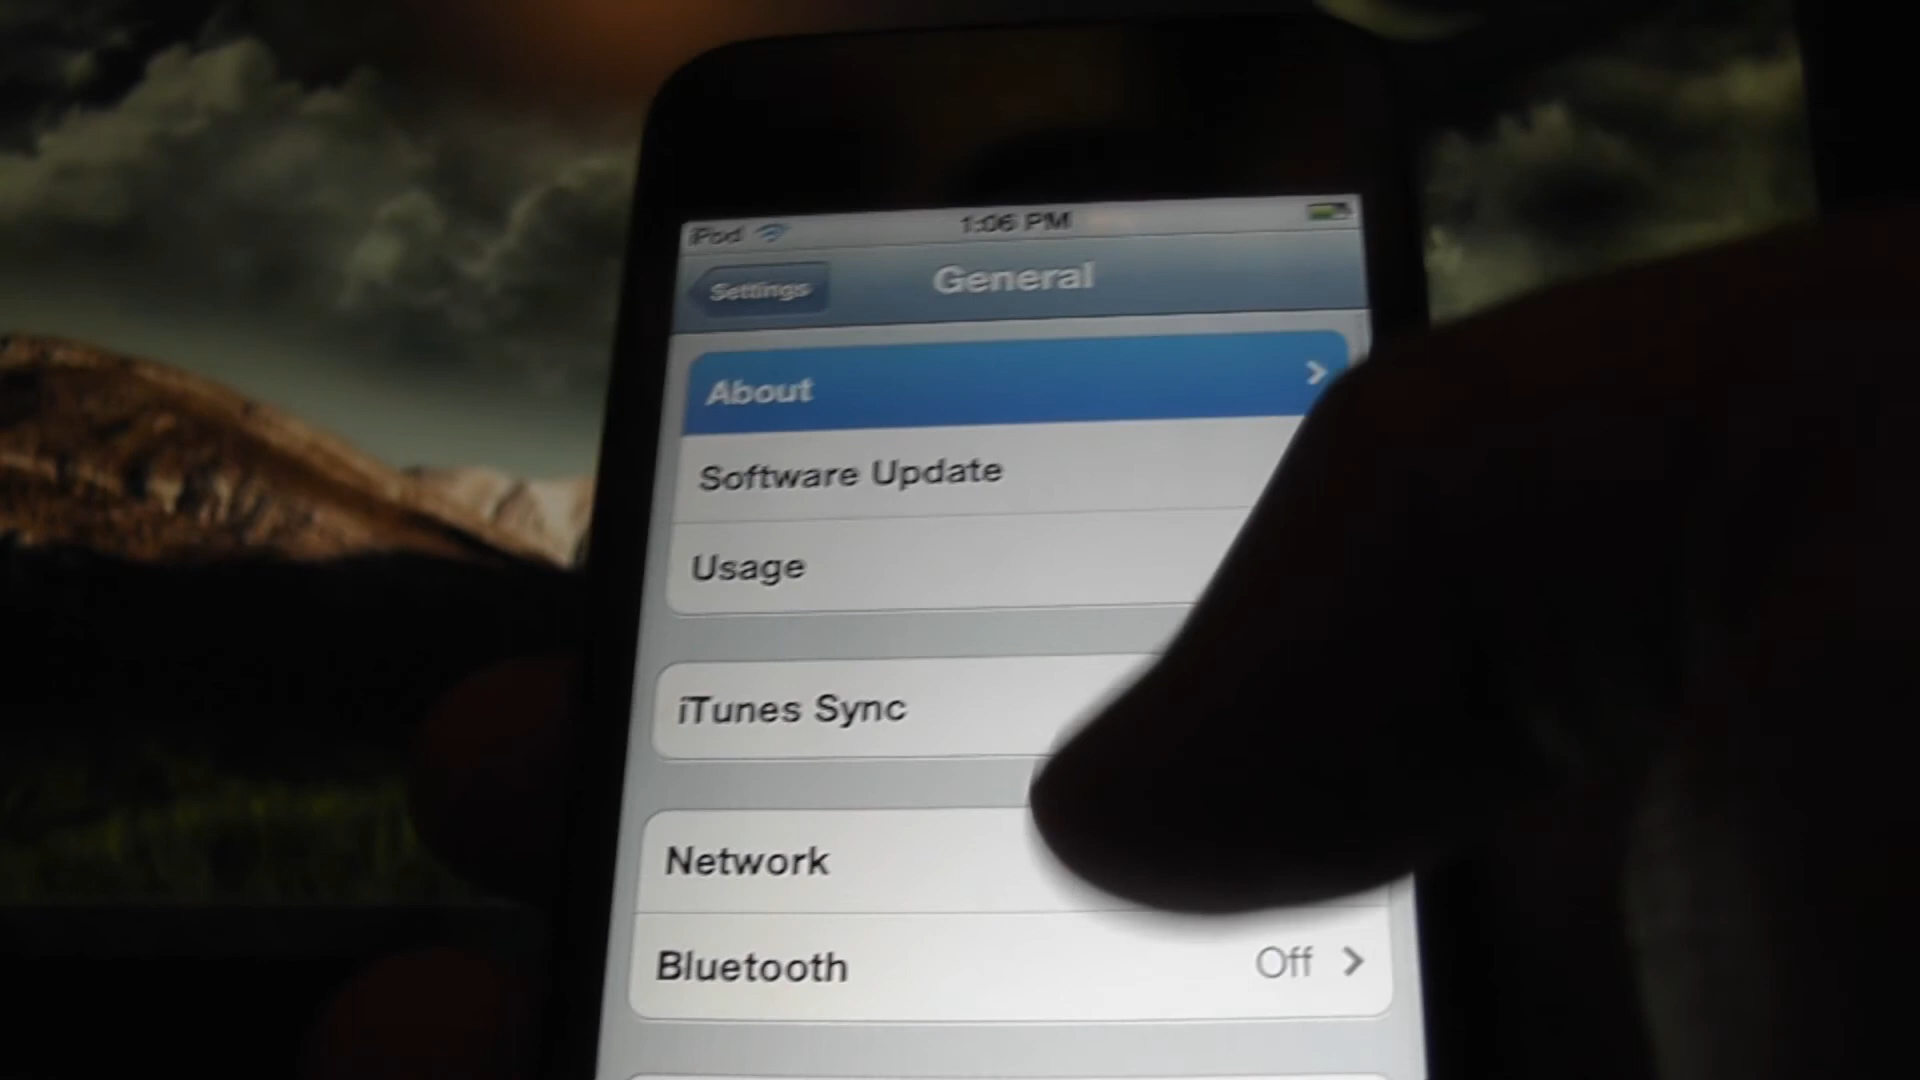 iPod 1:06 PM
Settings General
About
Software Update
Usage
iTunes Sync
Network
Bluetooth Off